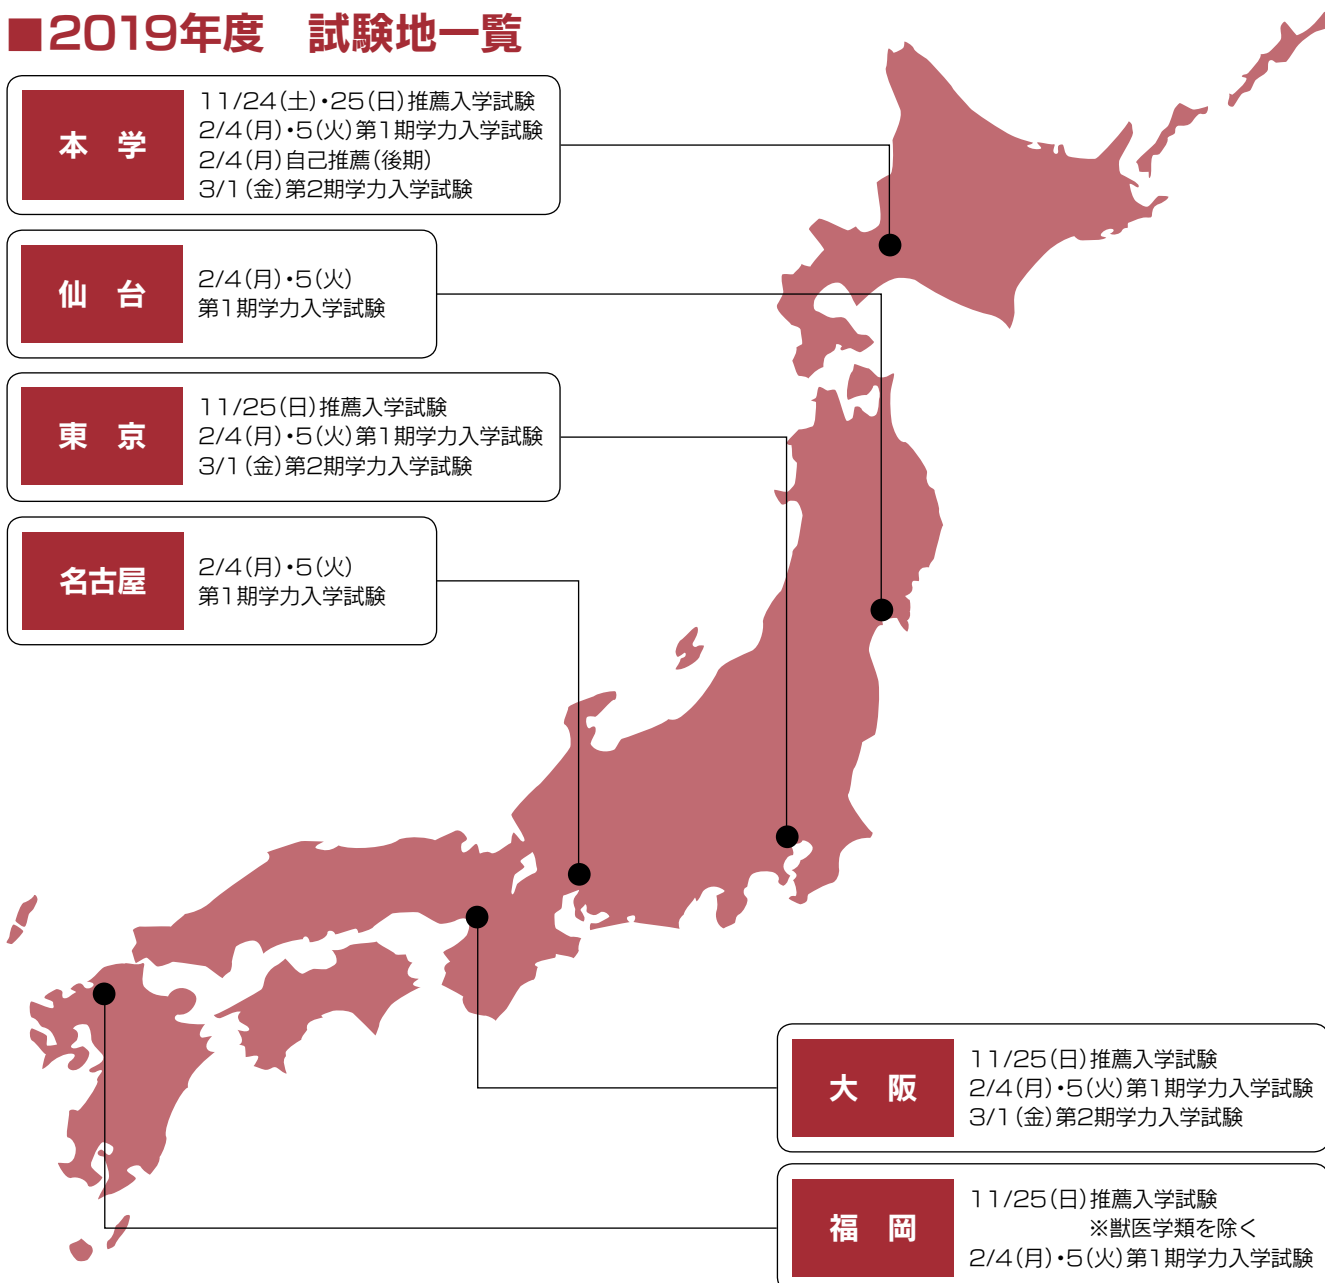 ■2019年度　試験地一覧
本　学
11/24(土)・25(日)推薦入学試験
2/4(月)・5(火)第1期学力入学試験
2/4(月)自己推薦(後期)
3/1(金)第2期学力入学試験
仙　台
2/4(月)・5(火)
第1期学力入学試験
東　京
11/25(日)推薦入学試験
2/4(月)・5(火)第1期学力入学試験
3/1(金)第2期学力入学試験
名古屋
2/4(月)・5(火)
第1期学力入学試験
大　阪
11/25(日)推薦入学試験
2/4(月)・5(火)第1期学力入学試験
3/1(金)第2期学力入学試験
福　岡
11/25(日)推薦入学試験
※獣医学類を除く
2/4(月)・5(火)第1期学力入学試験